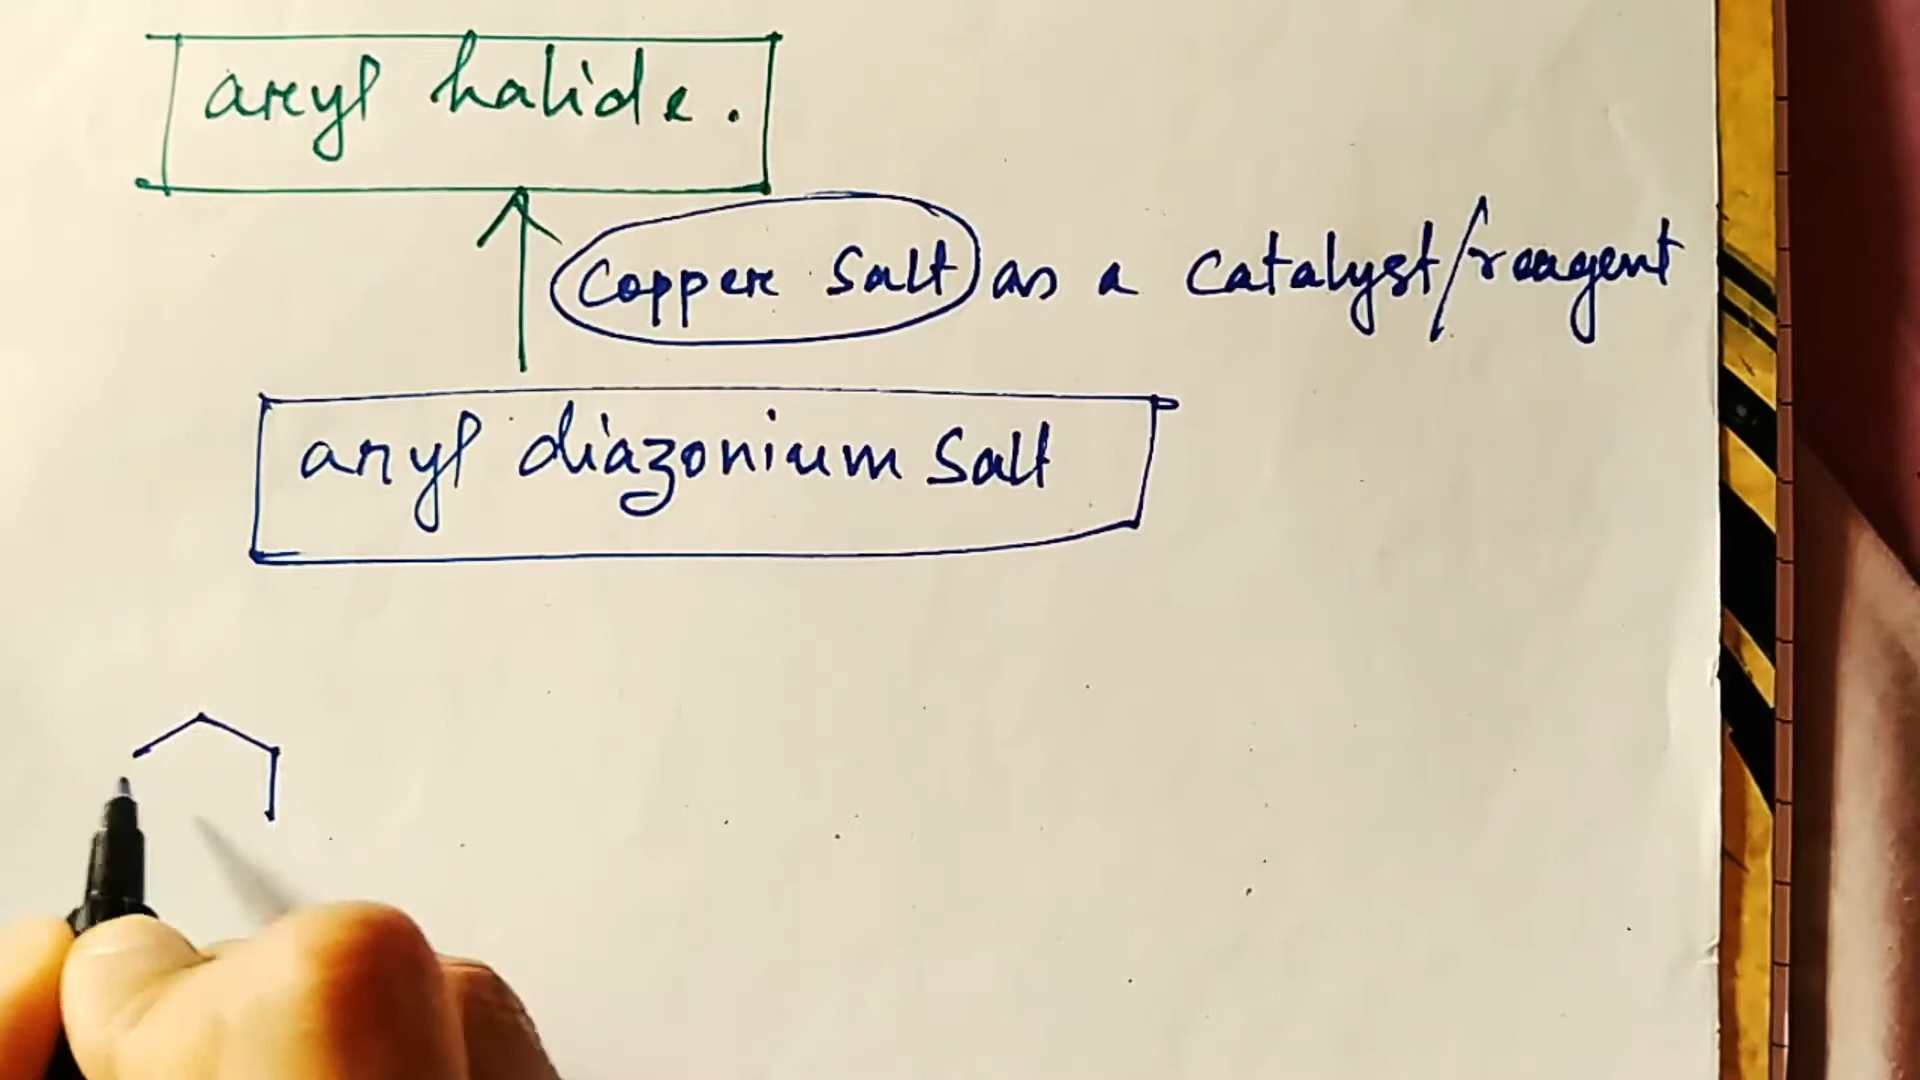 aryl halide.
Copper Salt as a catalyst/reagent
aryl diazonium Salt